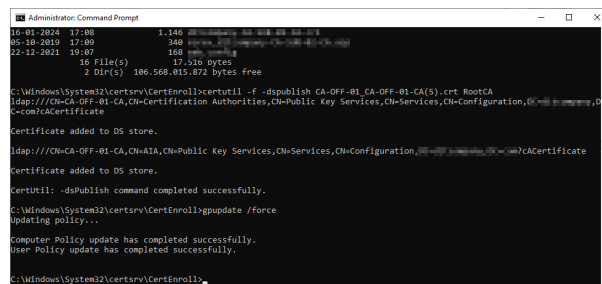 Administrator: Command Prompt
16-01-2024  17:08             1.146
05-10-2019  17:09               340
22-12-2021  19:07               168
16 File(s)         17.516 bytes
2 Dir(s)  106.568.015.872 bytes free
C:\Windows\System32\certsrv\CertEnroll>certutil -f -dspublish CA-OFF-01_CA-OFF-01-CA(5).crt RootCA
ldap:///CN=CA-OFF-01-CA,CN=Certification Authorities,CN=Public Key Services,CN=Services,CN=Configuration,
C=com?cACertificate
Certificate added to DS store.
ldap:///CN=CA-OFF-01-CA,CN=AIA,CN=Public Key Services,CN=Services,CN=Configuration, ?cACertificate
Certificate added to DS store.
CertUtil: -dsPublish command completed successfully.
C:\Windows\System32\certsrv\CertEnroll>gpupdate /force
Updating policy...
Computer Policy update has completed successfully.
User Policy update has completed successfully.
C:\Windows\System32\certsrv\CertEnroll>